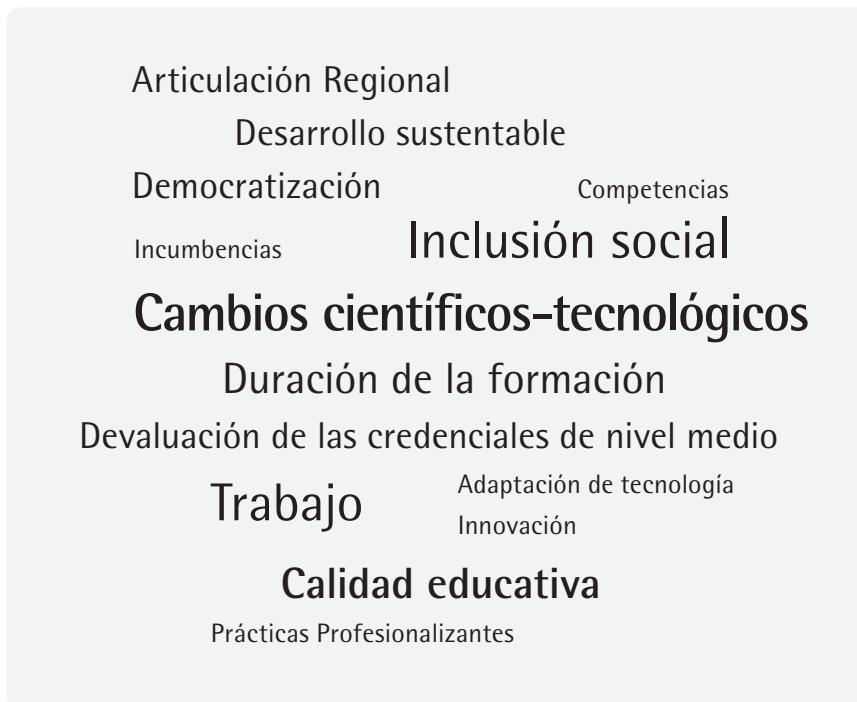 Articulación Regional
Desarrollo sustentable
Democratización
Competencias
Incumbencias
Inclusión social
Cambios científicos-tecnológicos
Duración de la formación
Devaluación de las credenciales de nivel medio
Trabajo
Adaptación de tecnología
Innovación
Calidad educativa
Prácticas Profesionalizantes